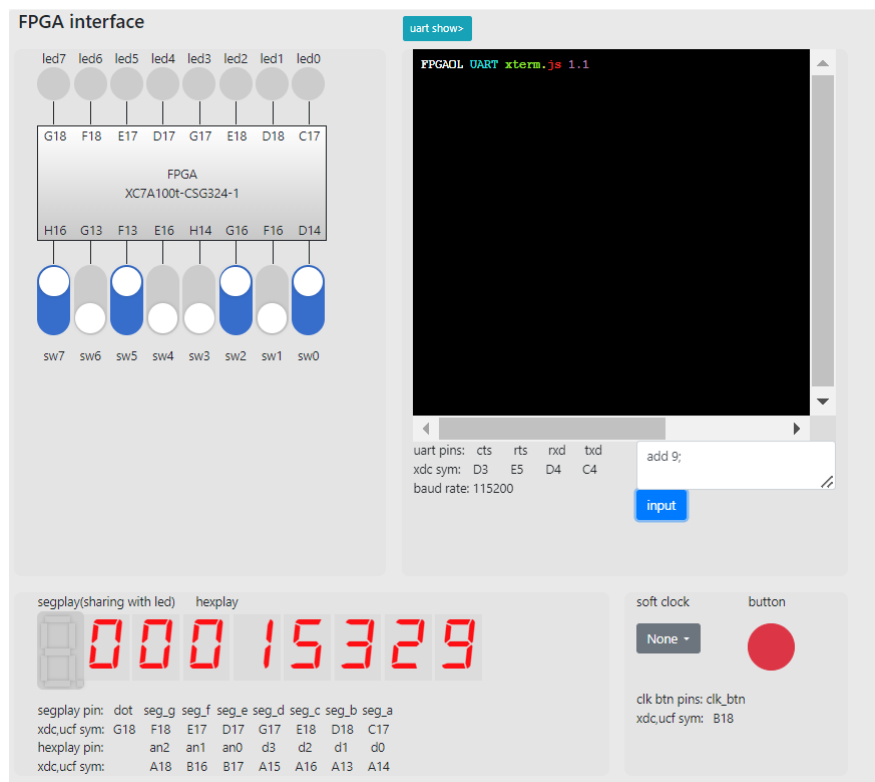 FPGA interface
uart show>
led7 led6 led5 led4 led3 led2 led1 led0
G18 F18 E17 D17 G17 E18 D18 C17
FPGA
XC7A100t-CSG324-1
H16 G13 F13 E16 H14 G16 F16 D14
sw7 sw6 sw5 sw4 sw3 sw2 sw1 sw0
FPGAOL UART xterm.js 1.1
uart pins: cts rts rxd txd
xdc sym: D3 E5 D4 C4
baud rate: 115200
add 9;
input
segplay(sharing with led) hexplay
00015329
segplay pin: dot seg_g seg_f seg_e seg_d seg_c seg_b seg_a
xdc,ucf sym: G18 F18 E17 D17 G17 E18 D18 C17
hexplay pin: an2 an1 an0 d3 d2 d1 d0
xdc,ucf sym: A18 B16 B17 A15 A16 A13 A14
soft clock button
None
clk btn pins: clk_btn
xdc,ucf sym: B18